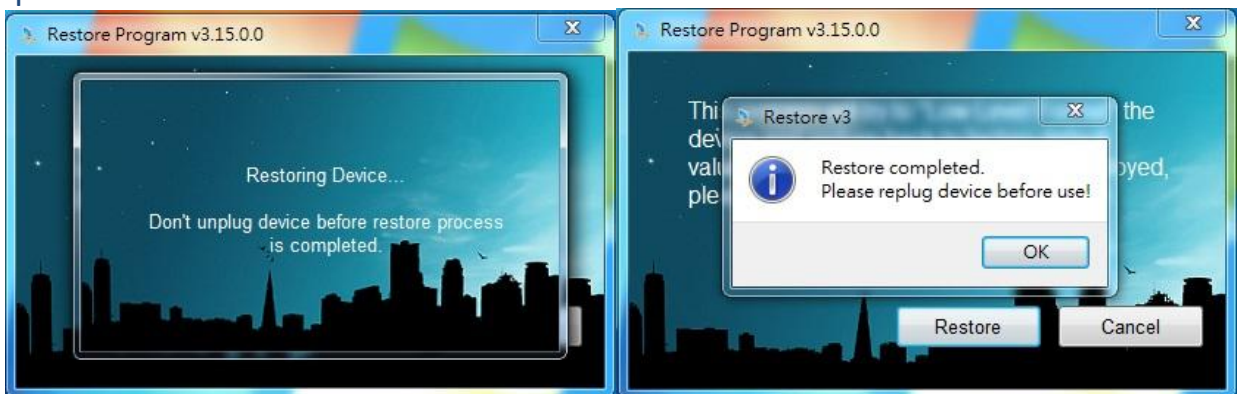 Restore Program v3.15.0.0
Restoring Device...
Don't unplug device before restore process
is completed.
Restore Program v3.15.0.0
the
Restore v3
Restore completed.
Please replug device before use!
OK
Restore
Cancel